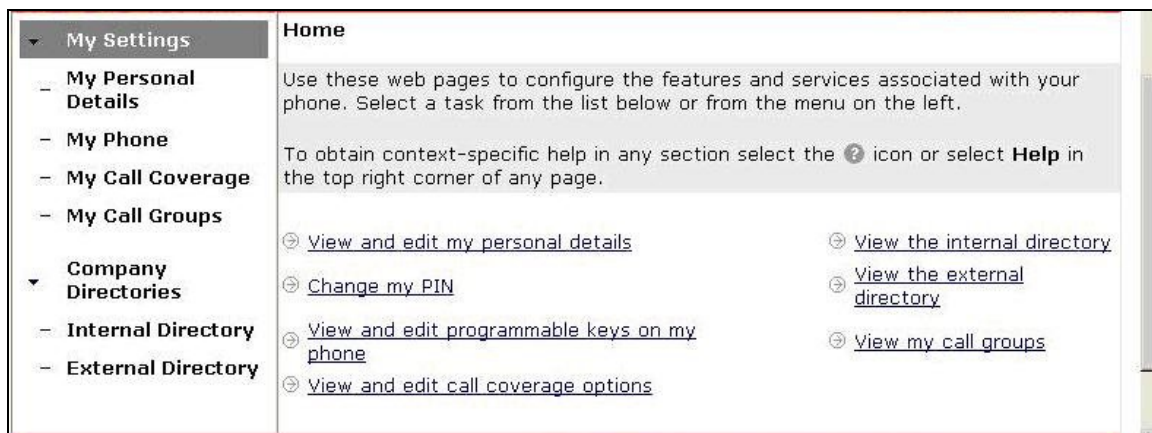 My Settings
– My Personal
Details
– My Phone
– My Call Coverage
– My Call Groups
Company
Directories
– Internal Directory
– External Directory
Home
Use these web pages to configure the features and services associated with your
phone. Select a task from the list below or from the menu on the left.
To obtain context-specific help in any section select the ? icon or select Help in
the top right corner of any page.
View and edit my personal details
Change my PIN
View and edit programmable keys on my
phone
View and edit call coverage options
View the internal directory
View the external
directory
View my call groups